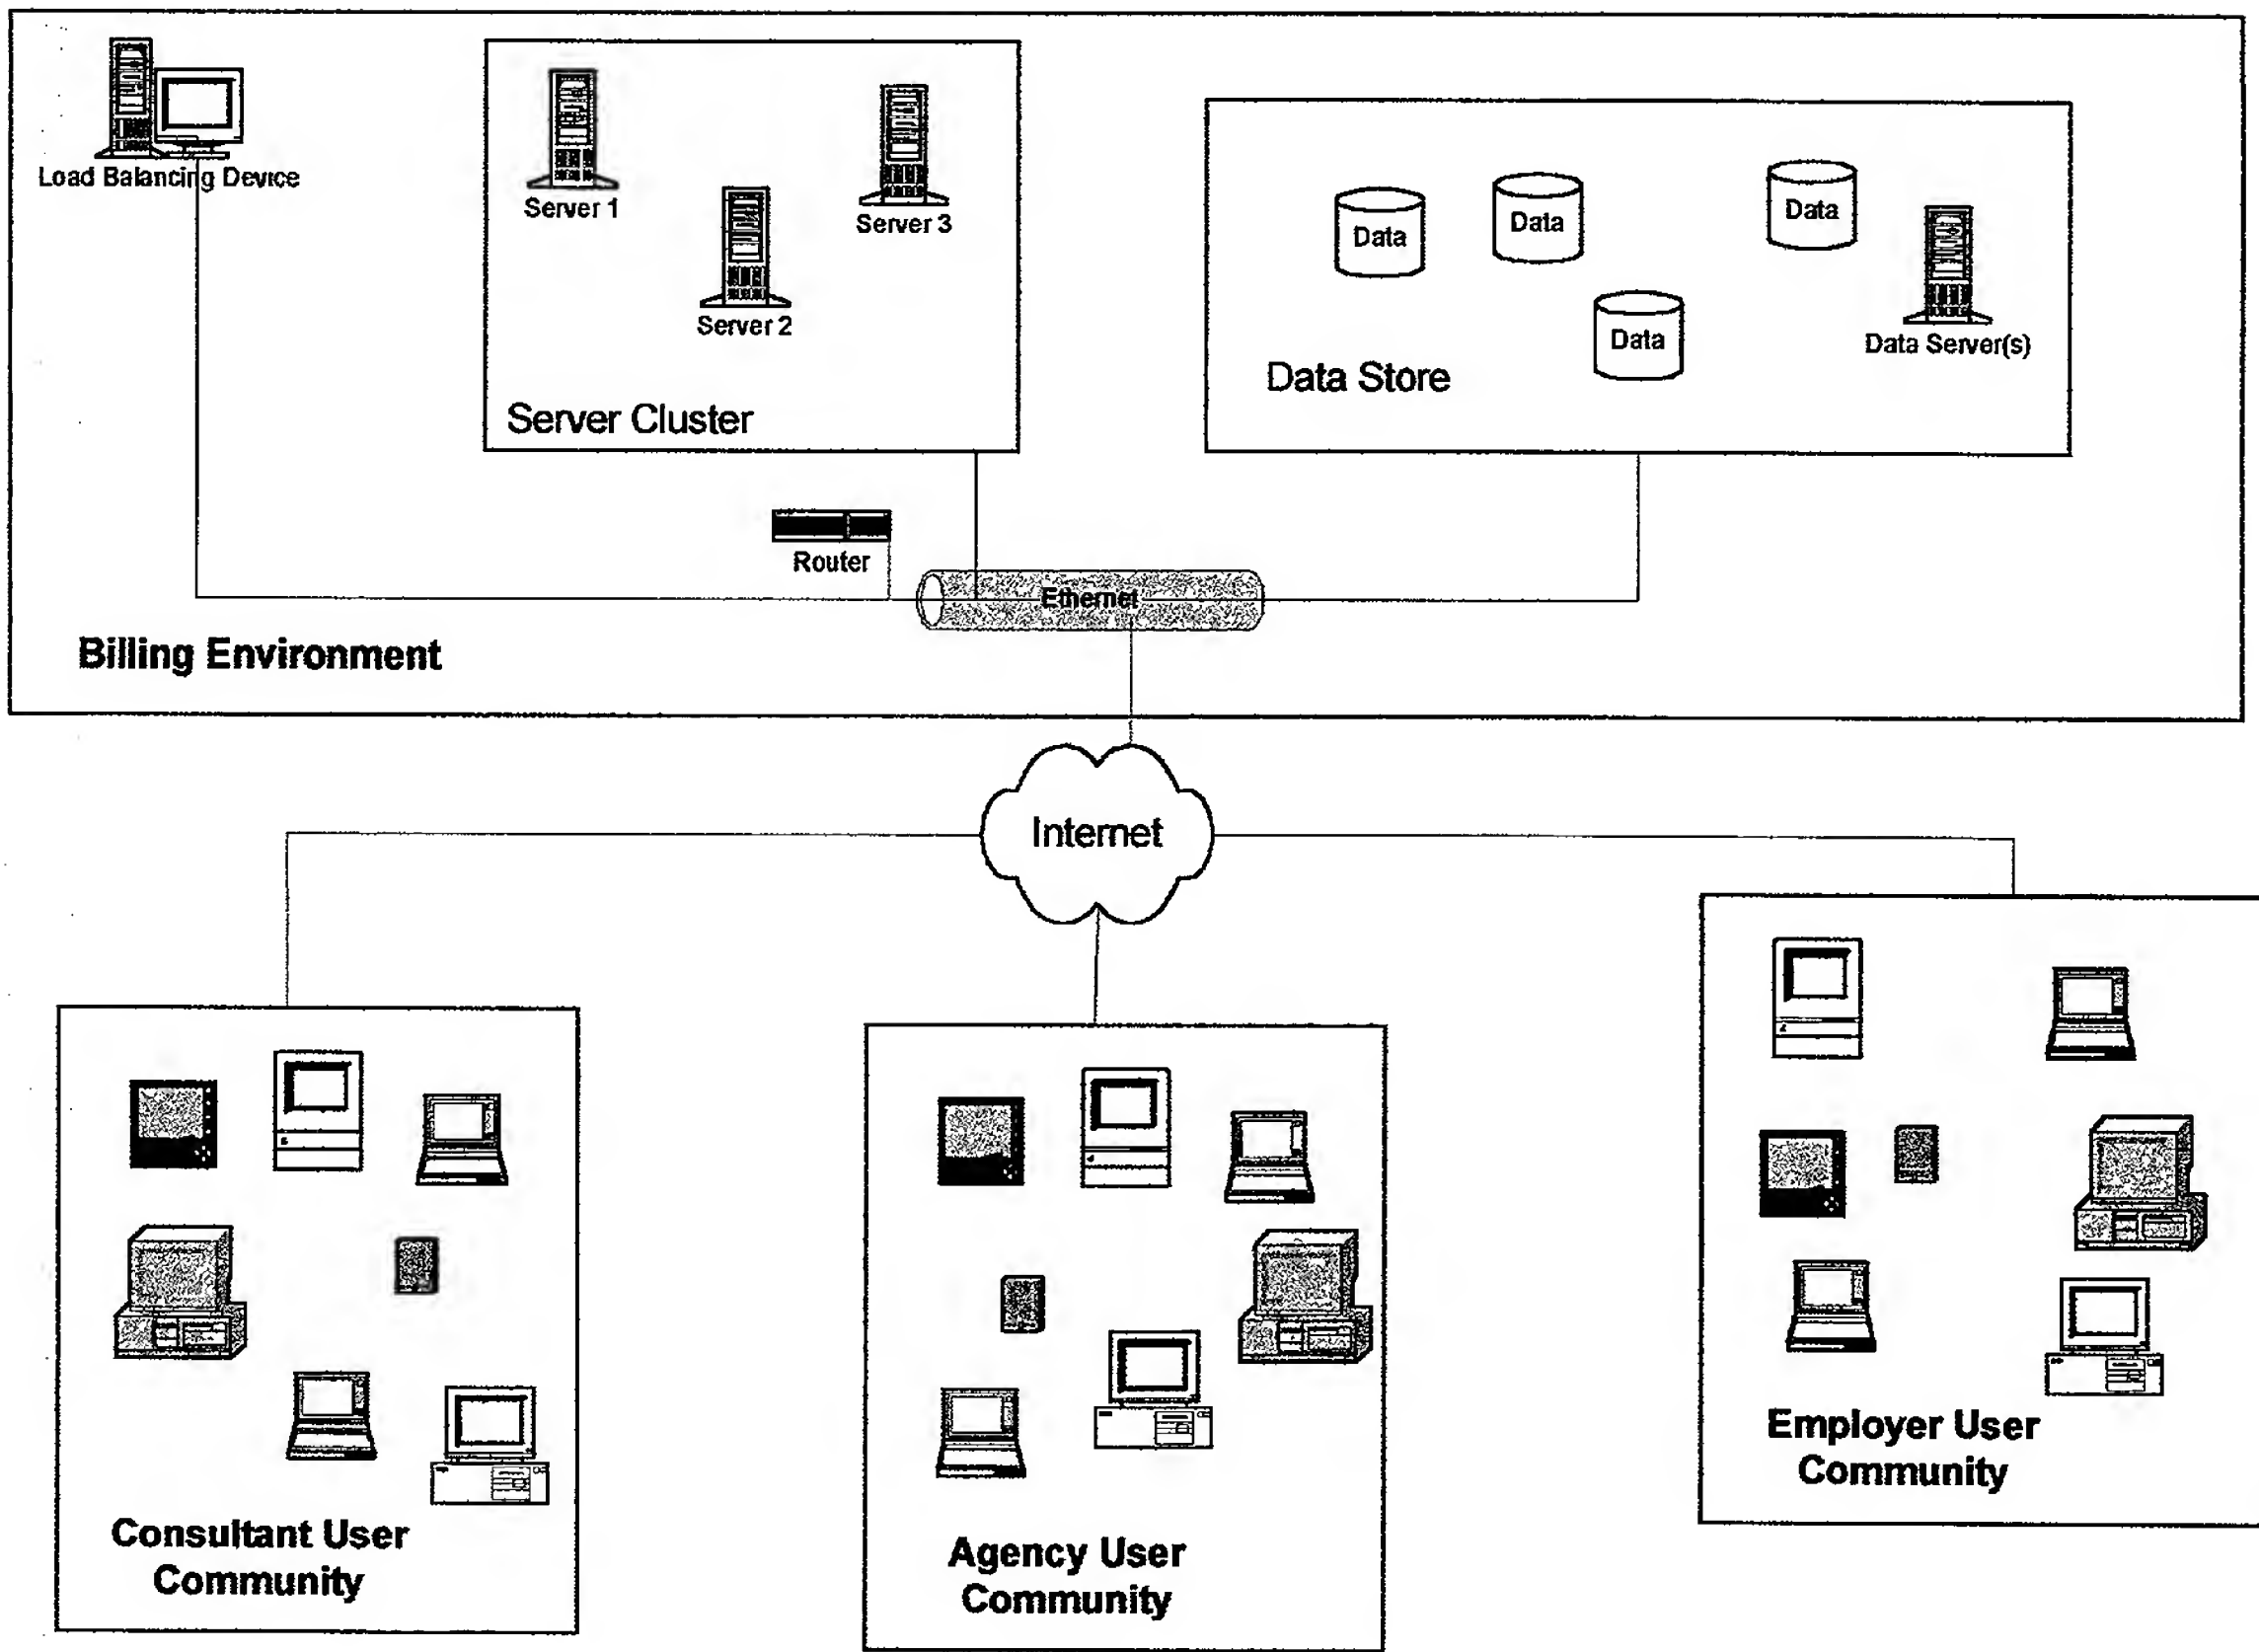 Load Balancing Device
Server 1
Server 2
Server 3
Server Cluster
Data
Data
Data
Data
Data Server(s)
Data Store
Router
Ethernet
Billing Environment
Internet
Consultant User
Community
Agency User
Community
Employer User
Community